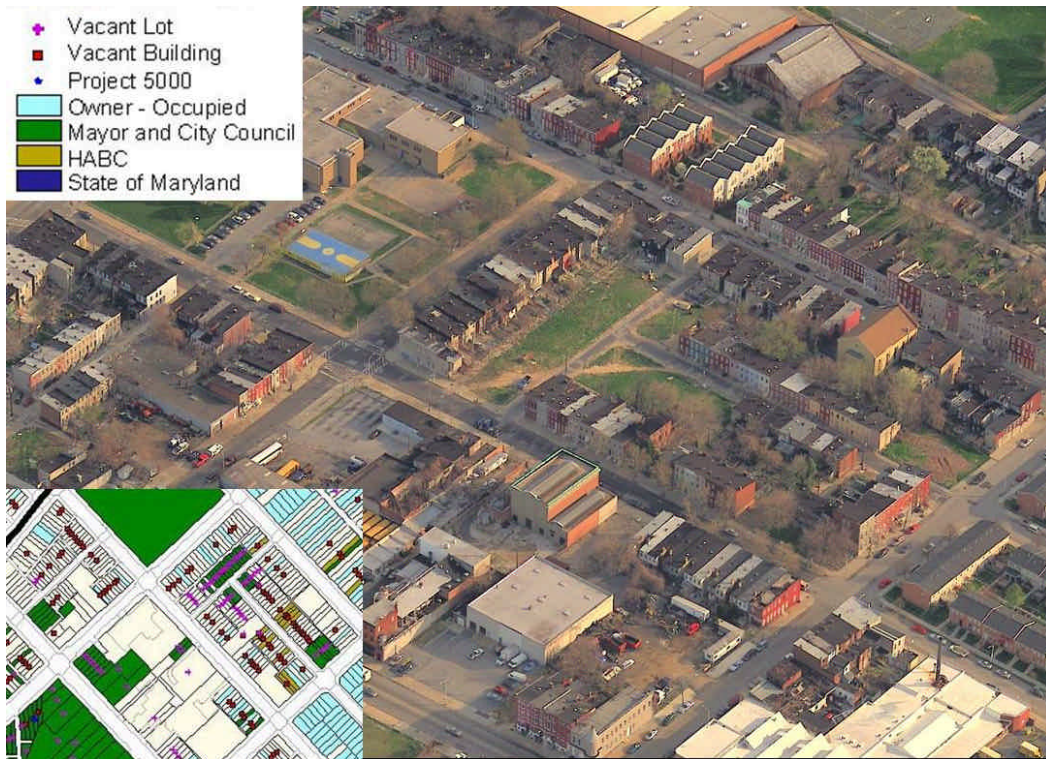 Vacant Lot
Vacant Building
Project 5000
Owner - Occupied
Mayor and City Council
HABC
State of Maryland